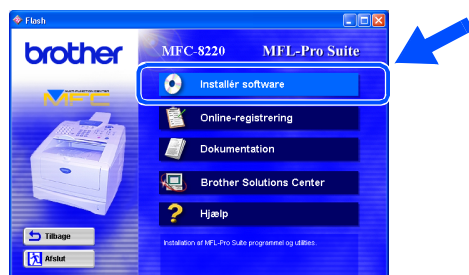 Flash
brother
MFC-8220 MFL-Pro Suite
MFC
Installér software
Online-registrering
Dokumentation
Brother Solutions Center
Hjælp
Installation af MFL-Pro Suite programmel og utilities.
Tilbage
Afslut